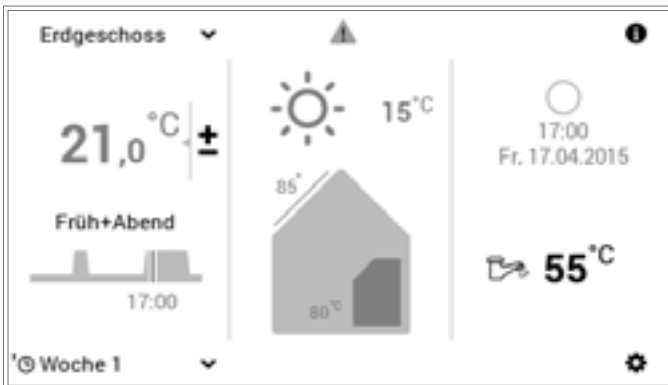 Erdgeschoss
21,0 °C ±
Früh+Abend
17:00
Woche 1
15°C
85°
80°C
17:00
Fr, 17.04.2015
55°C